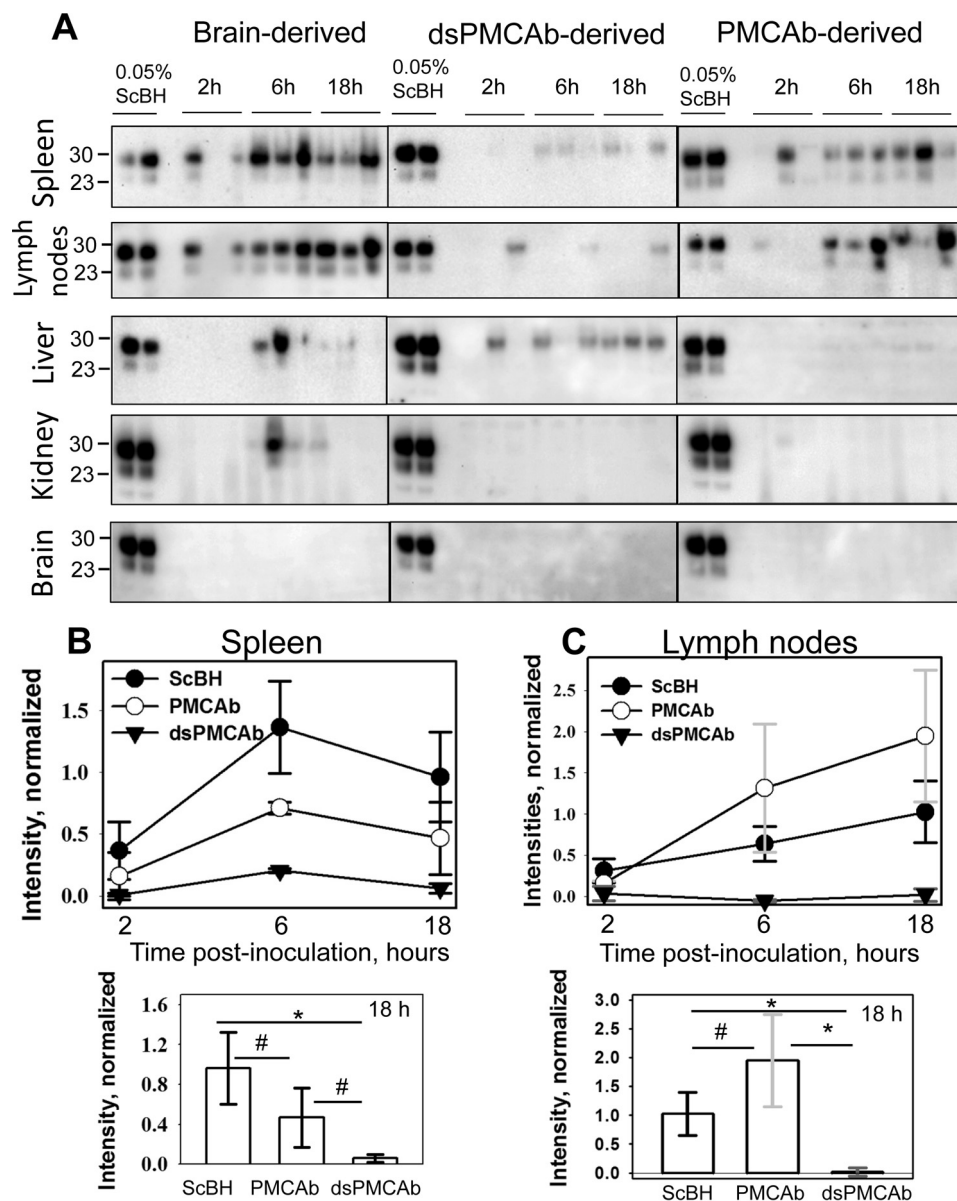 A
Brain-derived dsPMCAb-derived PMCAb-derived
0.05% ScBH 2h 6h 18h 0.05% ScBH 2h 6h 18h 0.05% ScBH 2h 6h 18h
Spleen
30
23
Lymph nodes
30
23
Liver
30
23
Kidney
30
23
Brain
30
23
B Spleen
Intensity, normalized
ScBH
PMCAb
dsPMCAb
1.5
1.0
0.5
0.0
2 6 18
Time post-inoculation, hours
Intensity, normalized
1.6
1.2
0.8
0.4
0.0
18 h
*
#
#
ScBH PMCAb dsPMCAb
C Lymph nodes
Intensities, normalized
ScBH
PMCAb
dsPMCAb
2.5
2.0
1.5
1.0
0.5
0.0
2 6 18
Time post-inoculation, hours
Intensity, normalized
3.0
2.5
2.0
1.5
1.0
0.5
0.0
18 h
*
#
*
ScBH PMCAb dsPMCAb